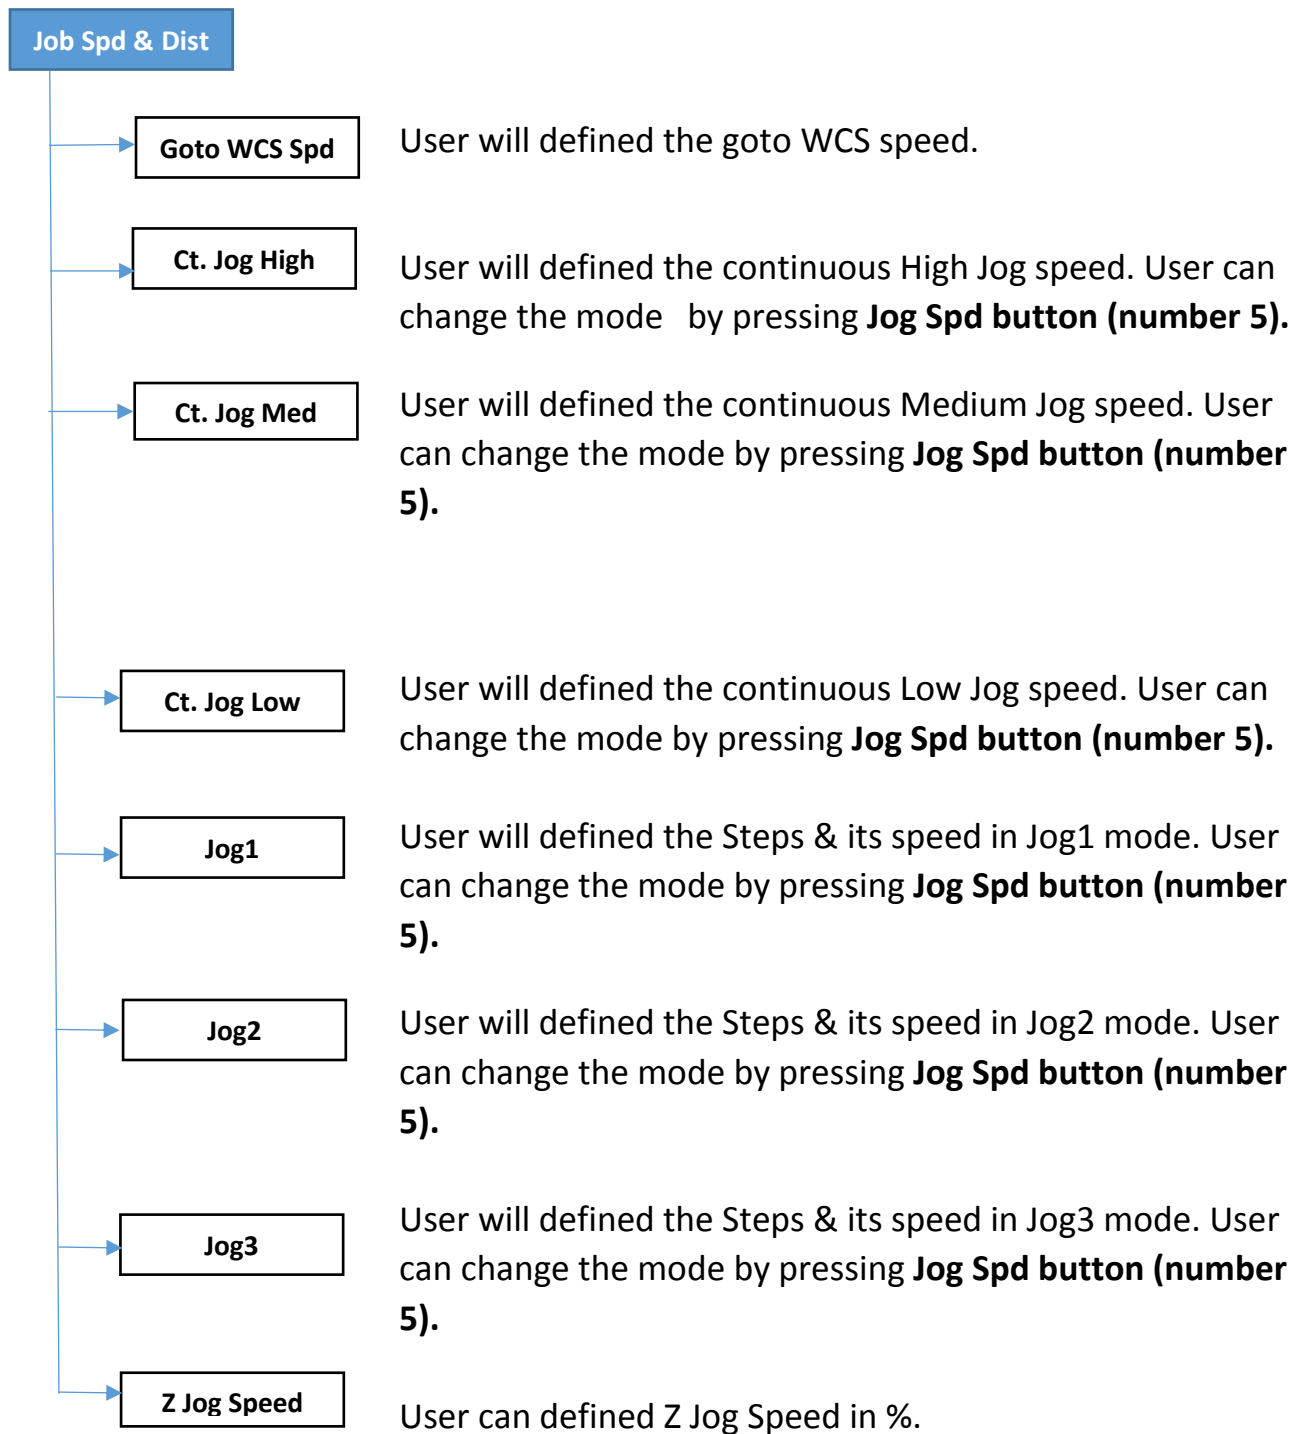 Job Spd & Dist
Goto WCS Spd
User will defined the goto WCS speed.
Ct. Jog High
User will defined the continuous High Jog speed. User can
change the mode by pressing Jog Spd button (number 5).
Ct. Jog Med
User will defined the continuous Medium Jog speed. User
can change the mode by pressing Jog Spd button (number
5).
Ct. Jog Low
User will defined the continuous Low Jog speed. User can
change the mode by pressing Jog Spd button (number 5).
Jog1
User will defined the Steps & its speed in Jog1 mode. User
can change the mode by pressing Jog Spd button (number
5).
Jog2
User will defined the Steps & its speed in Jog2 mode. User
can change the mode by pressing Jog Spd button (number
5).
Jog3
User will defined the Steps & its speed in Jog3 mode. User
can change the mode by pressing Jog Spd button (number
5).
Z Jog Speed
User can defined Z Jog Speed in %.